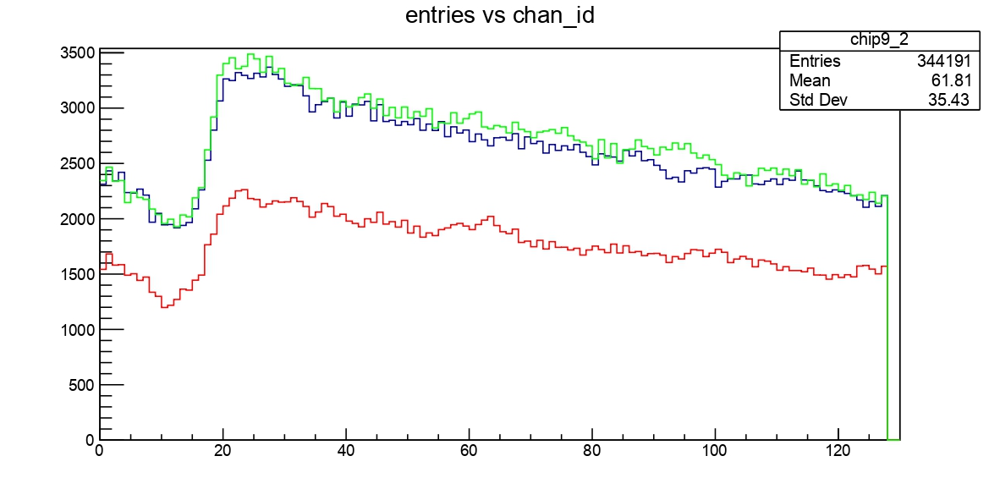 entries vs chan_id
chip9_2
Entries 344191
Mean 61.81
Std Dev 35.43
3500
3000
2500
2000
1500
1000
500
0
0 20 40 60 80 100 120